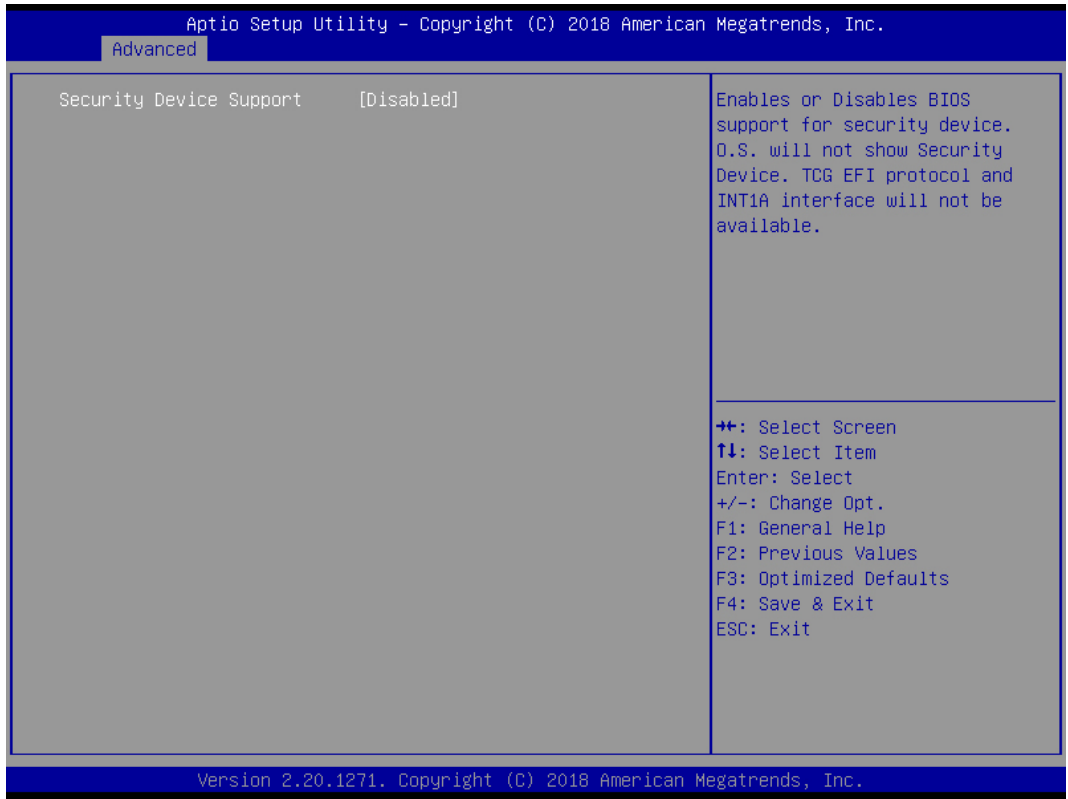 Aptio Setup Utility – Copyright (C) 2018 American Megatrends, Inc.
Advanced
Security Device Support [Disabled]
Enables or Disables BIOS
support for security device.
O.S. will not show Security
Device. TCG EFI protocol and
INT1A interface will not be
available.
→←: Select Screen
↑↓: Select Item
Enter: Select
+/-: Change Opt.
F1: General Help
F2: Previous Values
F3: Optimized Defaults
F4: Save & Exit
ESC: Exit
Version 2.20.1271. Copyright (C) 2018 American Megatrends, Inc.